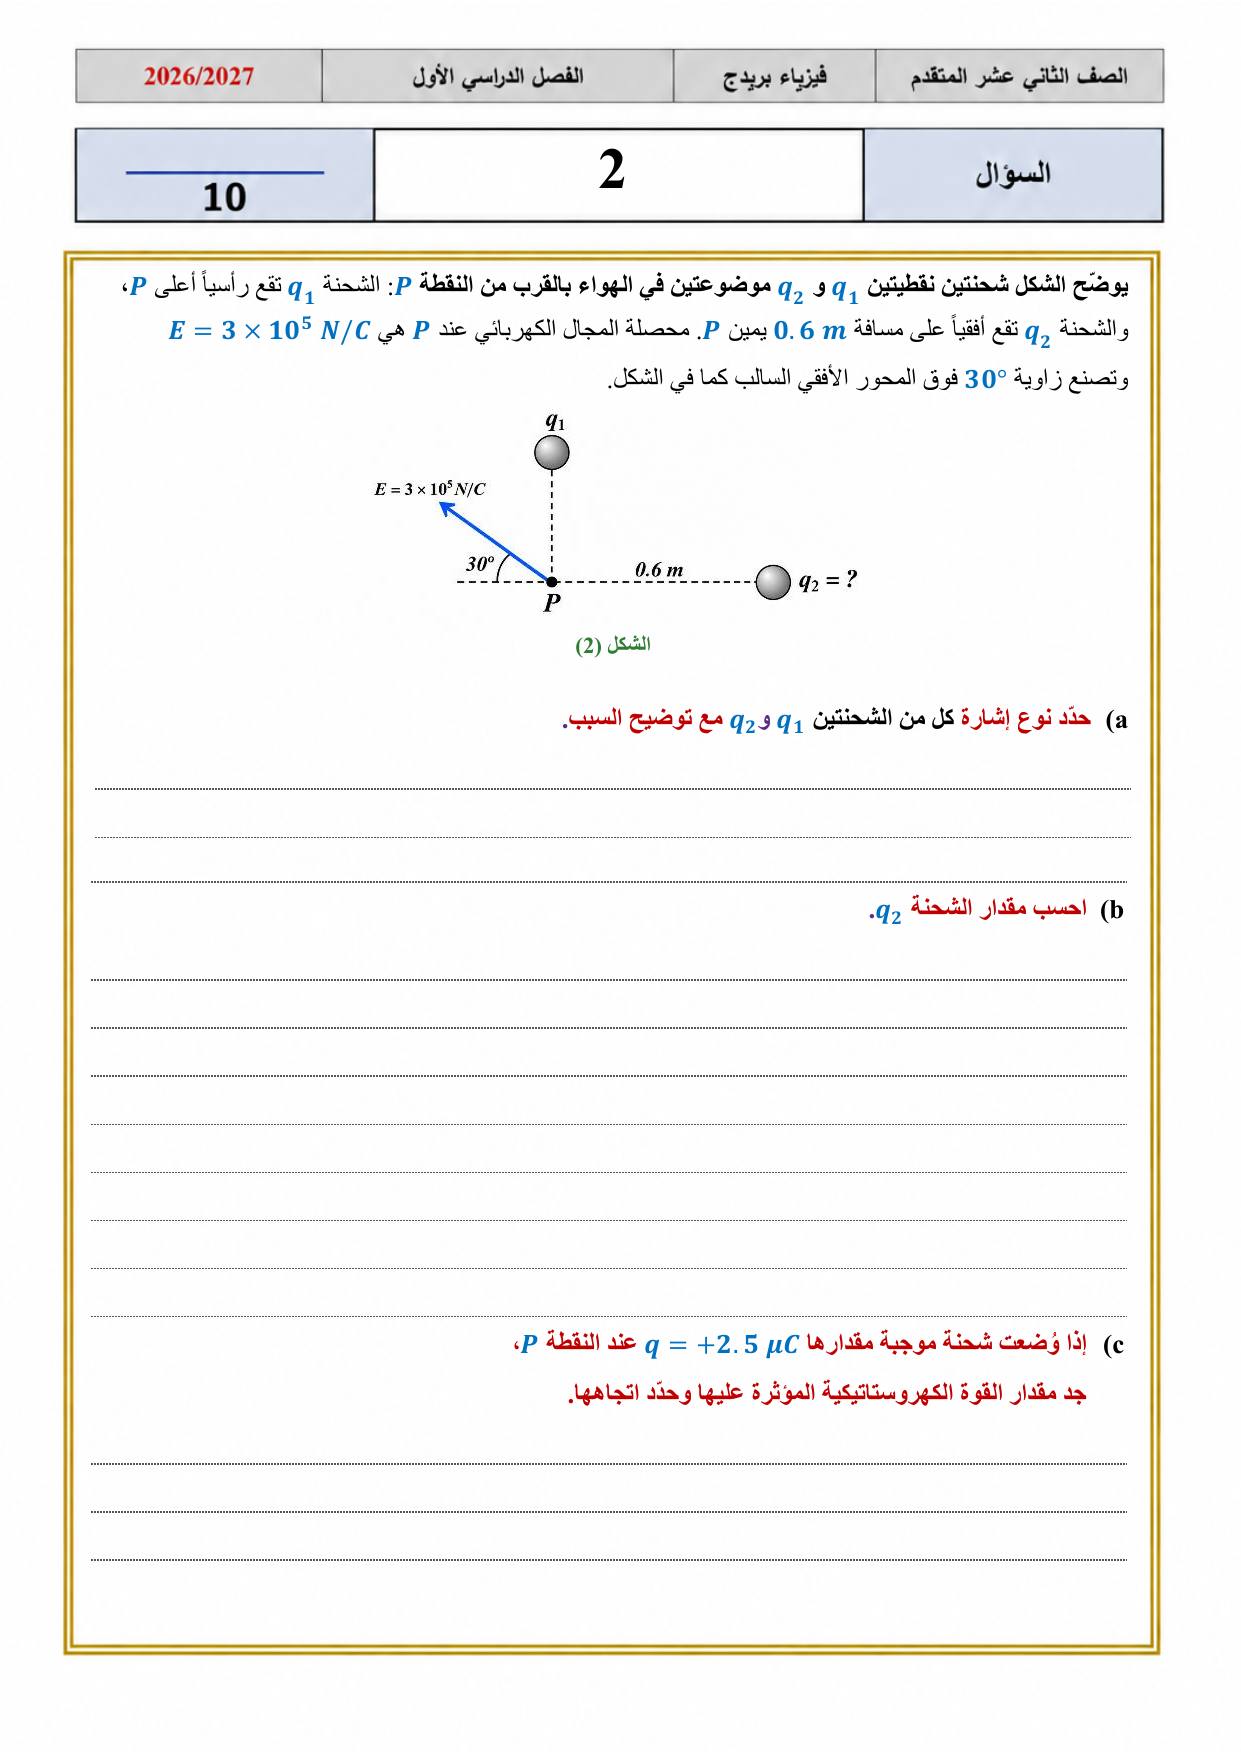 الصف الثاني عشر المتقدم فيزياء بريدج الفصل الدراسي الأول 2026/2027
السؤال 2 10
يوضّح الشكل شحنتين نقطيتين q₁ و q₂ موضوعتين في الهواء بالقرب من النقطة P: الشحنة q₁ تقع رأسياً أعلى P،
والشحنة q₂ تقع أفقياً على مسافة 0.6 m يمين P. محصلة المجال الكهربائي عند P هي E = 3 × 10⁵ N/C
وتصنع زاوية 30° فوق المحور الأفقي السالب كما في الشكل.
q₁
E = 3 × 10⁵ N/C
30º
0.6 m
q₂ = ?
P
الشكل (2)
a) حدّد نوع إشارة كل من الشحنتين q₁ و q₂ مع توضيح السبب.
b) احسب مقدار الشحنة q₂.
c) إذا وُضعت شحنة موجبة مقدارها q = +2.5 μC عند النقطة P،
جد مقدار القوة الكهروستاتيكية المؤثرة عليها وحدّد اتجاهها.